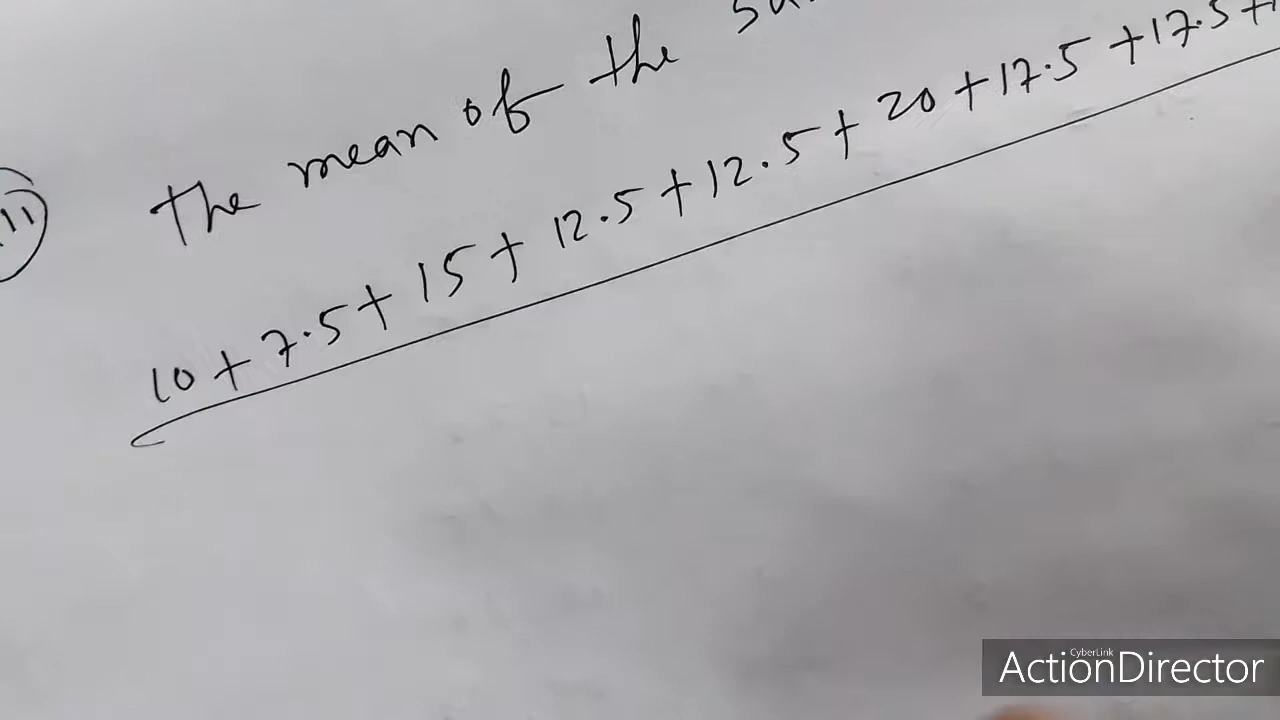 11
The mean of the
10 + 7.5 + 15 + 12.5 + 12.5 + 20 + 17.5 + 17.5 +
CyberLink
ActionDirector